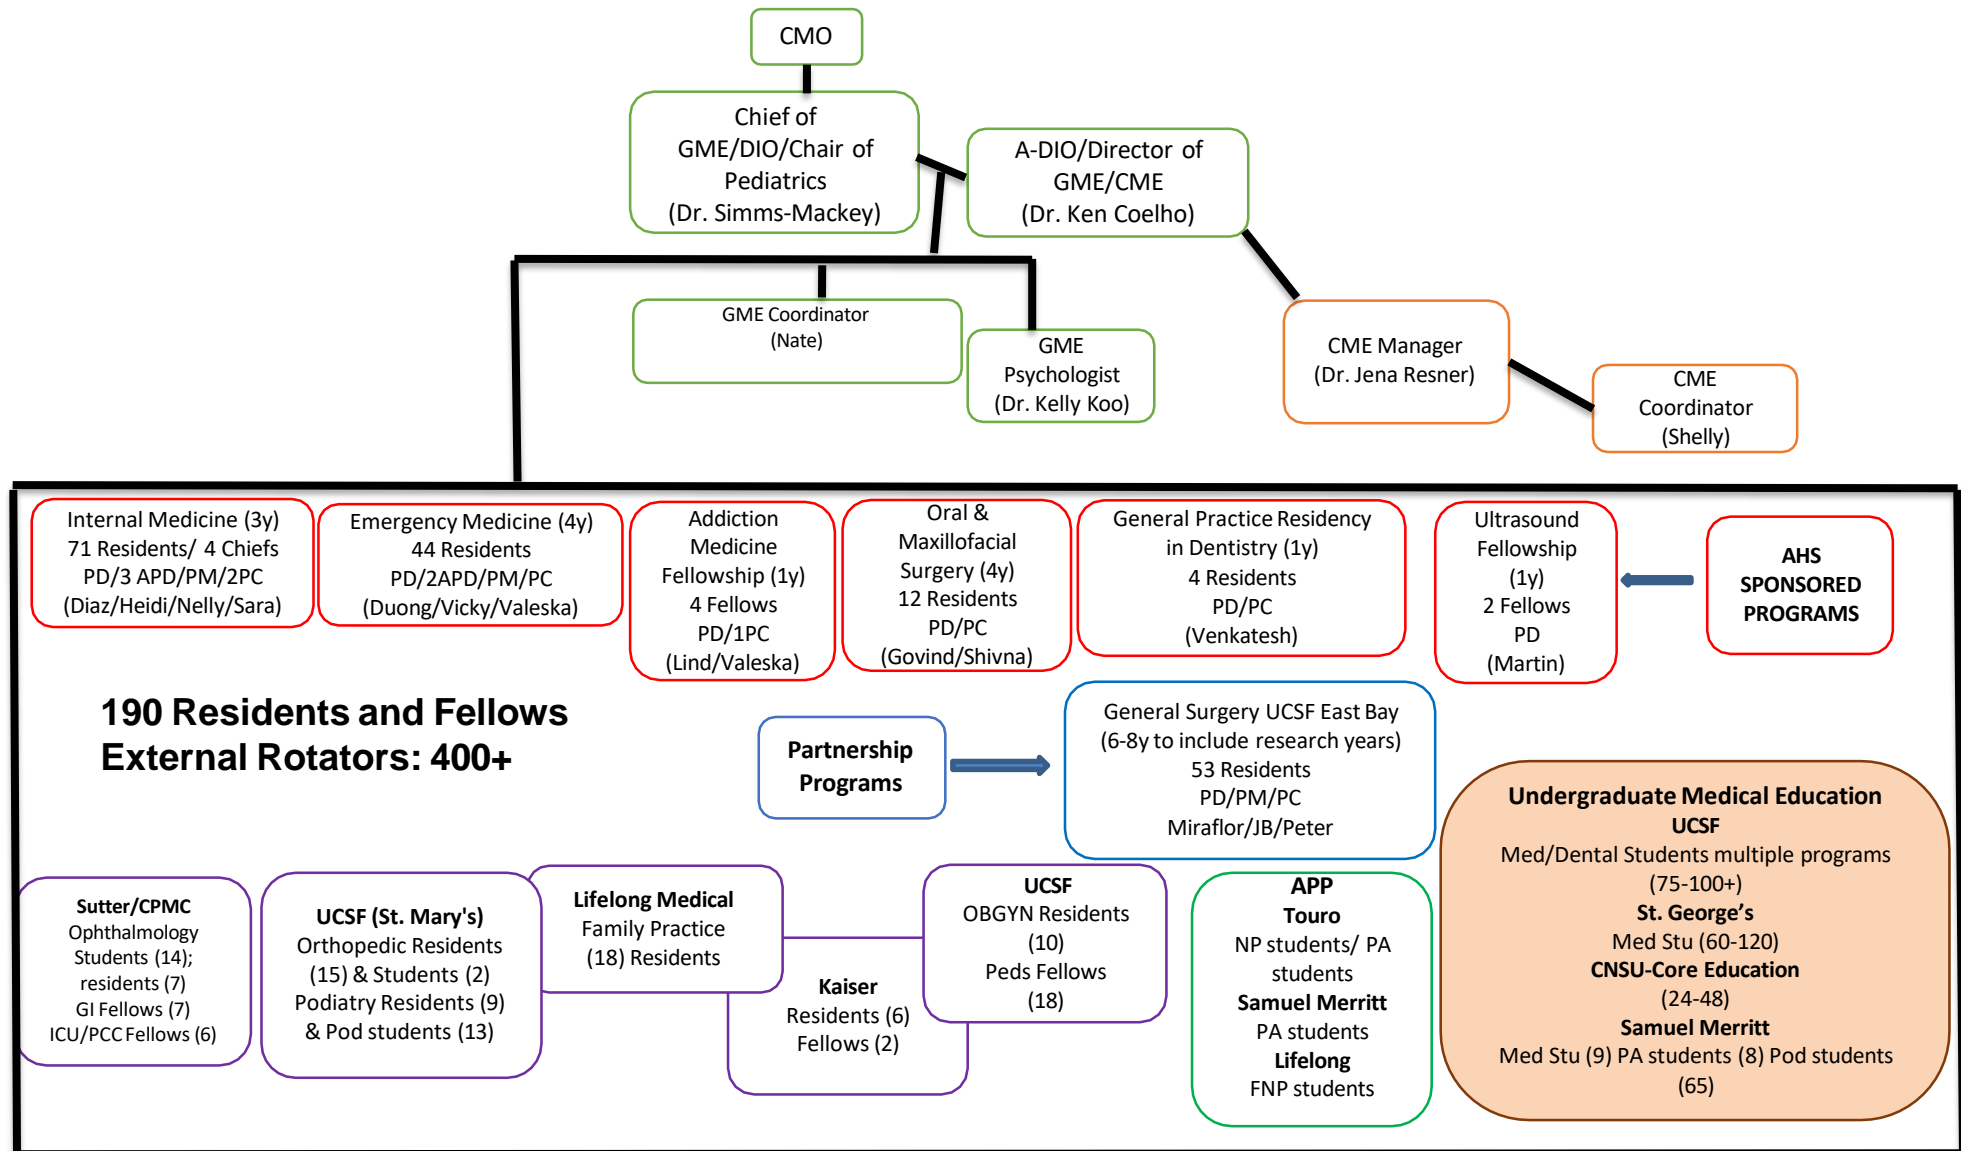 CMO
Chief of
GME/DIO/Chair of
Pediatrics
(Dr. Simms-Mackey)
A-DIO/Director of
GME/CME
(Dr. Ken Coelho)
GME Coordinator
(Nate)
GME
Psychologist
(Dr. Kelly Koo)
CME Manager
(Dr. Jena Resner)
CME
Coordinator
(Shelly)
Internal Medicine (3y)
71 Residents/ 4 Chiefs
PD/3 APD/PM/2PC
(Diaz/Heidi/Nelly/Sara)
Emergency Medicine (4y)
44 Residents
PD/2APD/PM/PC
(Duong/Vicky/Valeska)
Addiction
Medicine
Fellowship (1y)
4 Fellows
PD/1PC
(Lind/Valeska)
Oral &
Maxillofacial
Surgery (4y)
12 Residents
PD/PC
(Govind/Shivna)
General Practice Residency
in Dentistry (1y)
4 Residents
PD/PC
(Venkatesh)
Ultrasound
Fellowship
(1y)
2 Fellows
PD
(Martin)
AHS
SPONSORED
PROGRAMS
190 Residents and Fellows
External Rotators: 400+
Partnership
Programs
General Surgery UCSF East Bay
(6-8y to include research years)
53 Residents
PD/PM/PC
Miraflor/JB/Peter
Sutter/CPMC
Ophthalmology
Students (14);
residents (7)
GI Fellows (7)
ICU/PCC Fellows (6)
UCSF (St. Mary's)
Orthopedic Residents
(15) & Students (2)
Podiatry Residents (9)
& Pod students (13)
Lifelong Medical
Family Practice
(18) Residents
Kaiser
Residents (6)
Fellows (2)
UCSF
OBGYN Residents
(10)
Peds Fellows
(18)
APP
Touro
NP students/ PA
students
Samuel Merritt
PA students
Lifelong
FNP students
Undergraduate Medical Education
UCSF
Med/Dental Students multiple programs
(75-100+)
St. George’s
Med Stu (60-120)
CNSU-Core Education
(24-48)
Samuel Merritt
Med Stu (9) PA students (8) Pod students
(65)